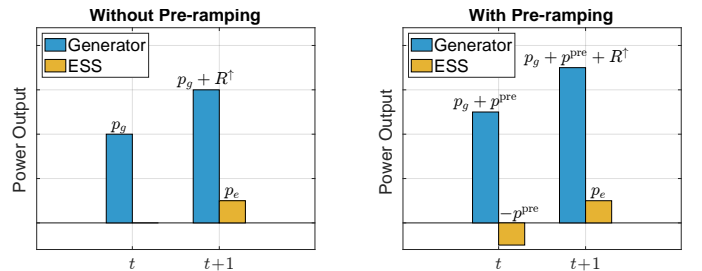 Without Pre-ramping
Generator
ESS
Power Output
p_g
p_g + R^↑
p_e
t
t+1
With Pre-ramping
Generator
ESS
Power Output
p_g + p^pre
p_g + p^pre + R^↑
−p^pre
p_e
t
t+1